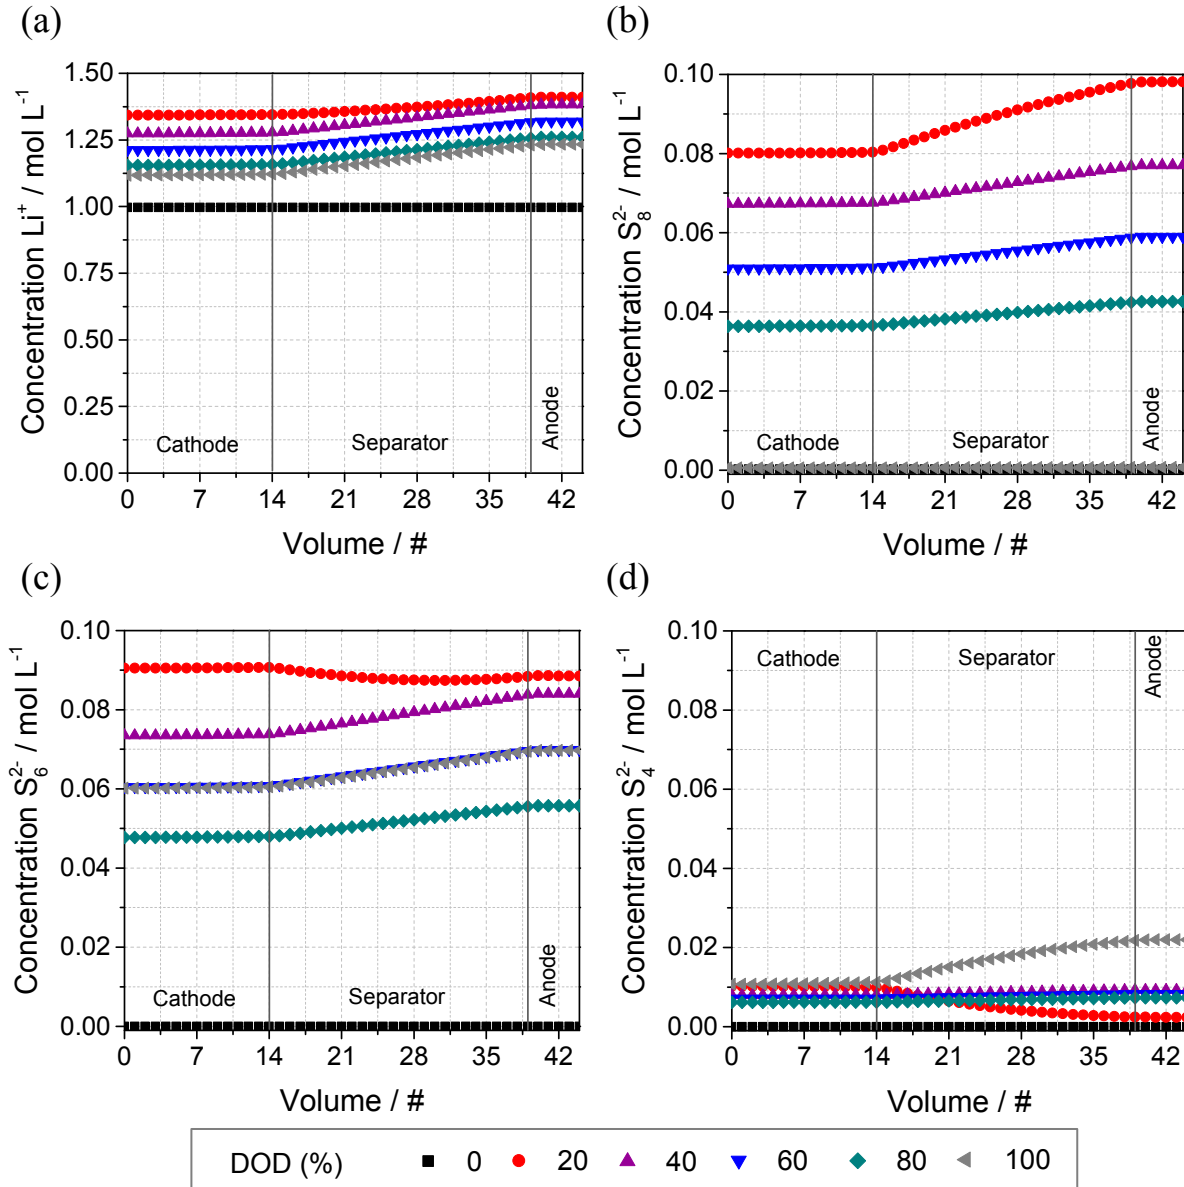 (a)
Concentration Li⁺ / mol L⁻¹
1.50
1.25
1.00
0.75
0.50
0.25
0.00
Cathode Separator Anode
0 7 14 21 28 35 42
Volume / #
(b)
Concentration S₈²⁻ / mol L⁻¹
0.10
0.08
0.06
0.04
0.02
0.00
Cathode Separator Anode
0 7 14 21 28 35 42
Volume / #
(c)
Concentration S₆²⁻ / mol L⁻¹
0.10
0.08
0.06
0.04
0.02
0.00
Cathode Separator Anode
0 7 14 21 28 35 42
Volume / #
(d)
Concentration S₄²⁻ / mol L⁻¹
0.10
0.08
0.06
0.04
0.02
0.00
Cathode Separator Anode
0 7 14 21 28 35 42
Volume / #
DOD (%) 0 20 40 60 80 100